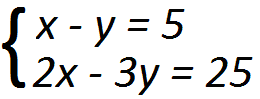 x - y = 5
2x - 3y = 25